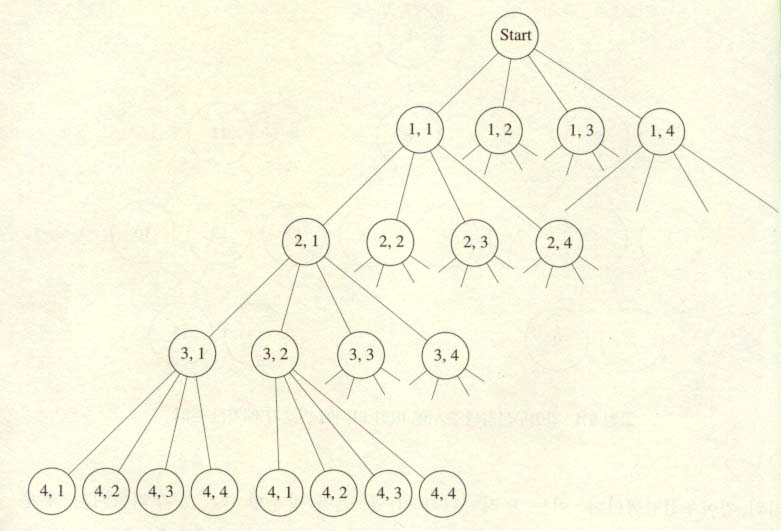 Start
1, 1 1, 2 1, 3 1, 4
2, 1 2, 2 2, 3 2, 4
3, 1 3, 2 3, 3 3, 4
4, 1 4, 2 4, 3 4, 4 4, 1 4, 2 4, 3 4, 4